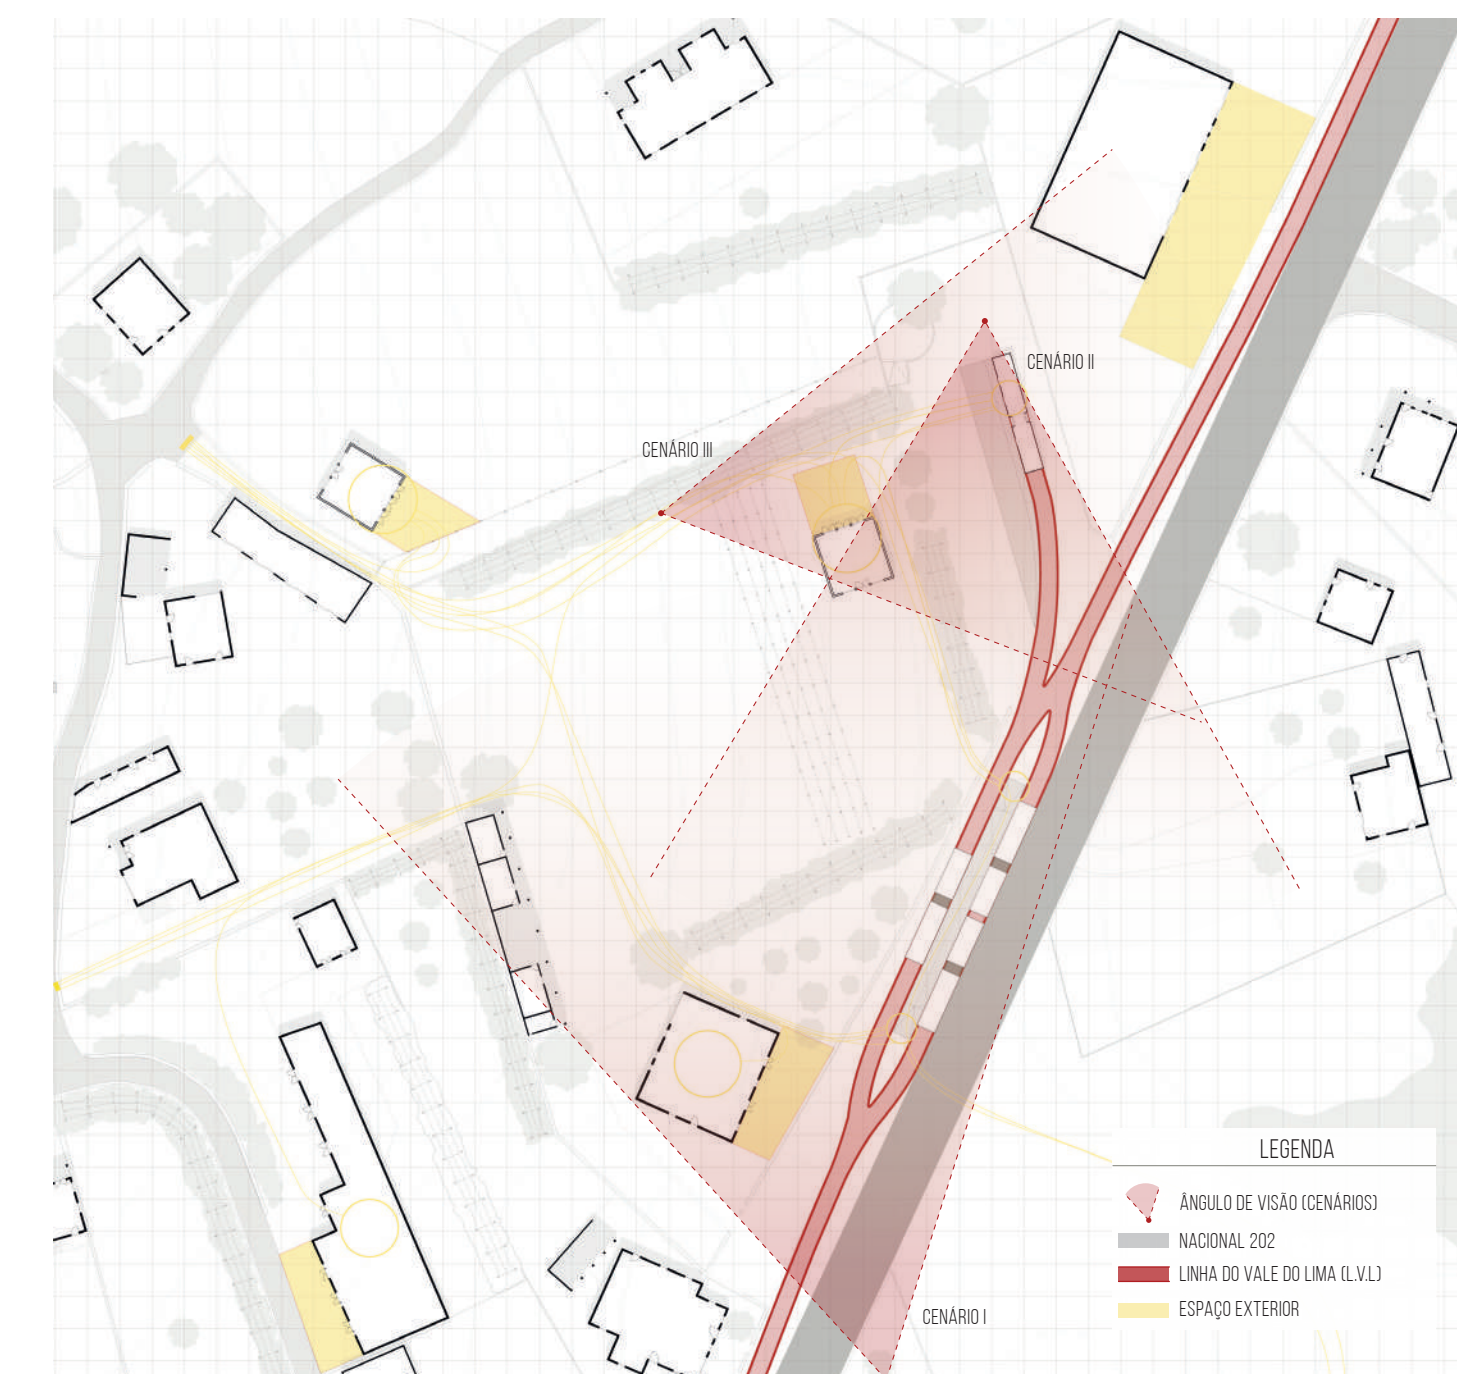 CENÁRIO II
CENÁRIO III
CENÁRIO I
LEGENDA
ÂNGULO DE VISÃO (CENÁRIOS)
NACIONAL 202
LINHA DO VALE DO LIMA (L.V.L)
ESPAÇO EXTERIOR